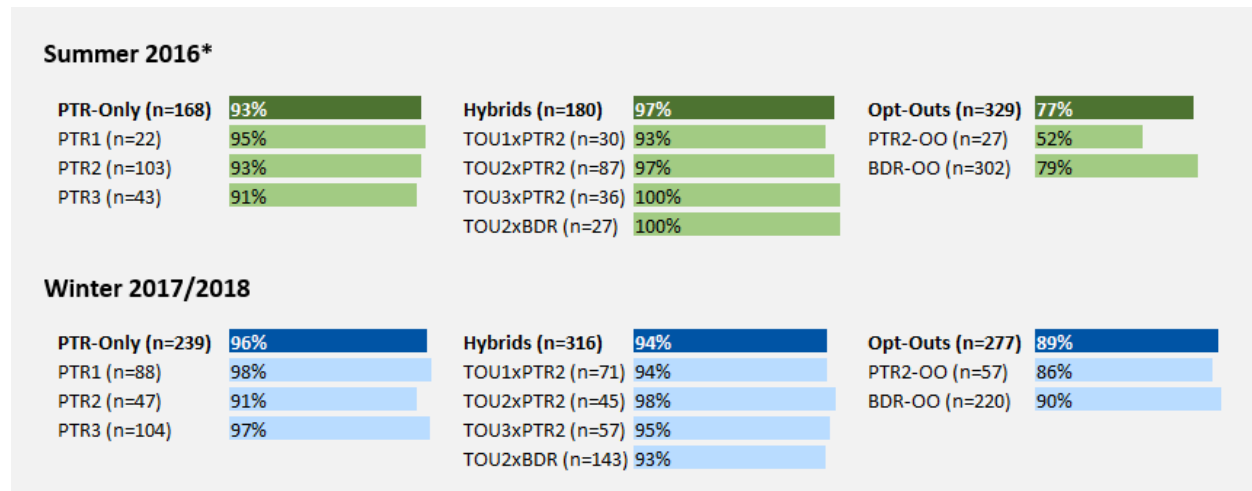 Summer 2016*
PTR-Only (n=168) 93% Hybrids (n=180) 97% Opt-Outs (n=329) 77%
PTR1 (n=22) 95% TOU1xPTR2 (n=30) 93% PTR2-OO (n=27) 52%
PTR2 (n=103) 93% TOU2xPTR2 (n=87) 97% BDR-OO (n=302) 79%
PTR3 (n=43) 91% TOU3xPTR2 (n=36) 100%
TOU2xBDR (n=27) 100%
Winter 2017/2018
PTR-Only (n=239) 96% Hybrids (n=316) 94% Opt-Outs (n=277) 89%
PTR1 (n=88) 98% TOU1xPTR2 (n=71) 94% PTR2-OO (n=57) 86%
PTR2 (n=47) 91% TOU2xPTR2 (n=45) 98% BDR-OO (n=220) 90%
PTR3 (n=104) 97% TOU3xPTR2 (n=57) 95%
TOU2xBDR (n=143) 93%